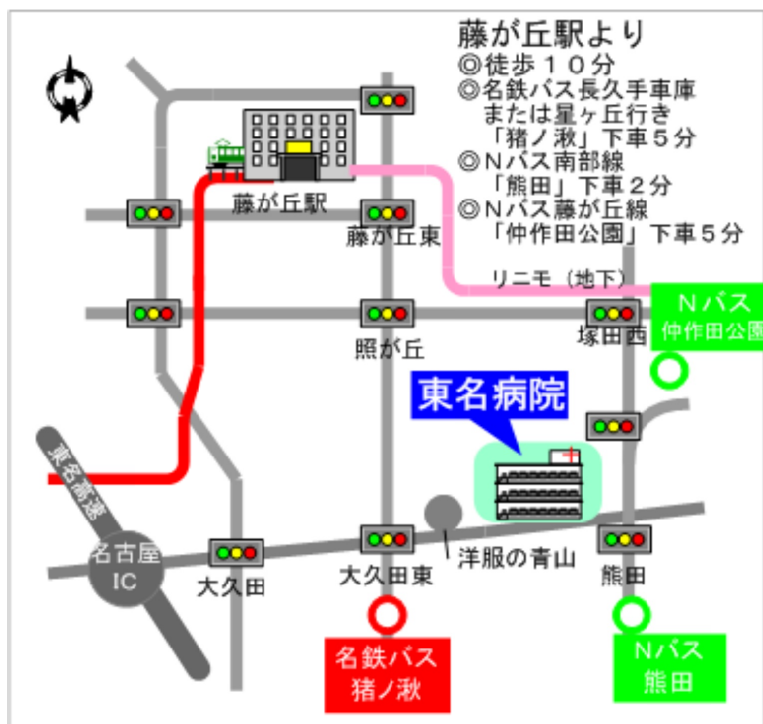 藤が丘駅より
◎徒歩１０分
◎名鉄バス長久手車庫
または星ヶ丘行き
「猪ノ湫」下車５分
◎Ｎバス南部線
「熊田」下車２分
◎Ｎバス藤が丘線
「仲作田公園」下車５分
藤が丘駅
藤が丘東
リニモ（地下）
Ｎバス
仲作田公園
照が丘
塚田西
東名病院
東名高速
名古屋
IC
大久田
大久田東
洋服の青山
熊田
名鉄バス
猪ノ湫
Ｎバス
熊田